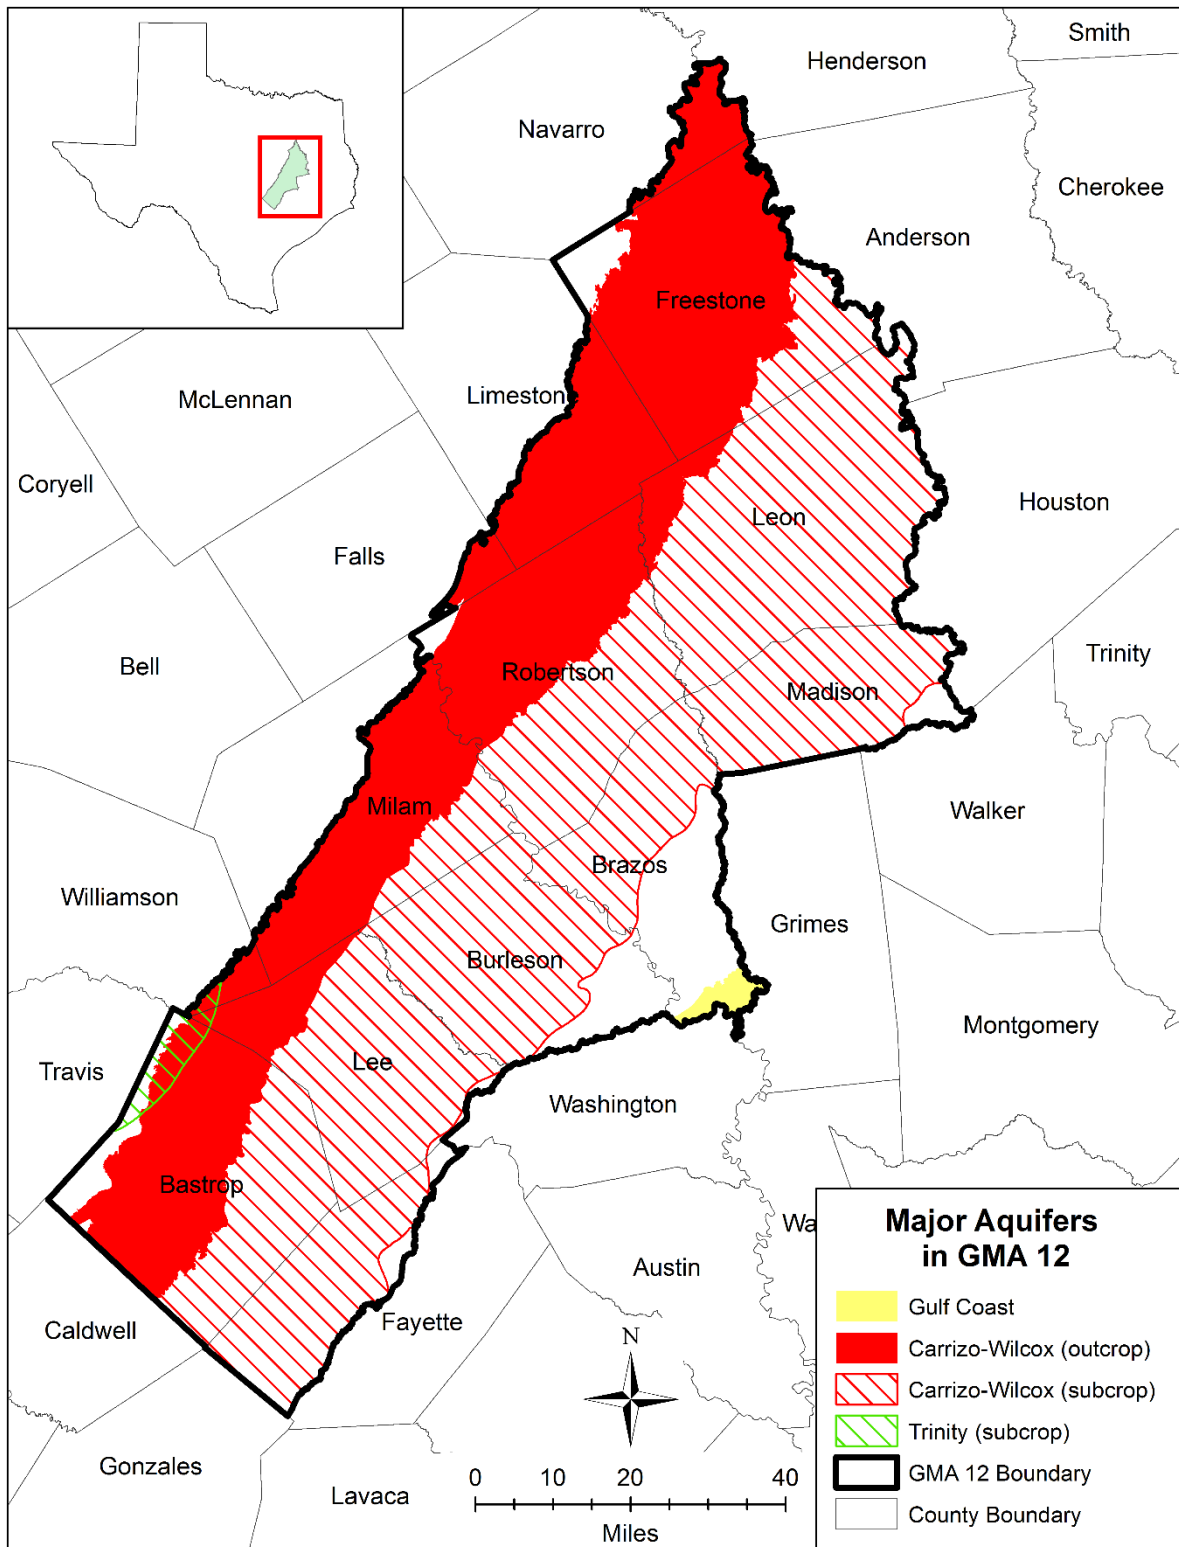 Smith
Henderson
Navarro
Cherokee
Anderson
Freestone
McLennan
Limestone
Coryell
Houston
Leon
Falls
Trinity
Bell
Robertson
Madison
Milam
Walker
Brazos
Williamson
Grimes
Burleson
Montgomery
Lee
Travis
Washington
Bastrop
Wa
Austin
Fayette
Caldwell
Gonzales
Lavaca
N
0 10 20 40
Miles
Major Aquifers
in GMA 12
Gulf Coast
Carrizo-Wilcox (outcrop)
Carrizo-Wilcox (subcrop)
Trinity (subcrop)
GMA 12 Boundary
County Boundary